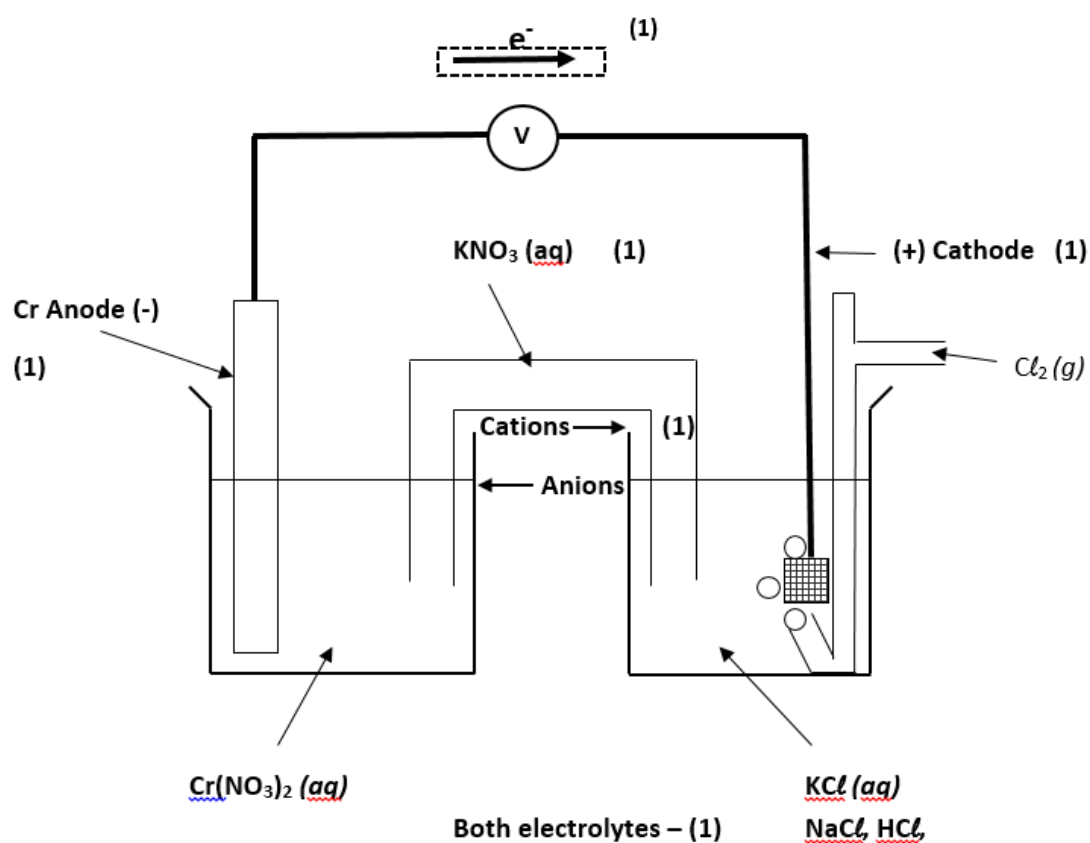 e⁻ (1)
V
KNO₃ (aq) (1)
(+) Cathode (1)
Cr Anode (-)
(1)
Cℓ₂ (g)
Cations (1)
Anions
Cr(NO₃)₂ (aq)
KCℓ (aq)
Both electrolytes – (1)
NaCℓ, HCℓ,